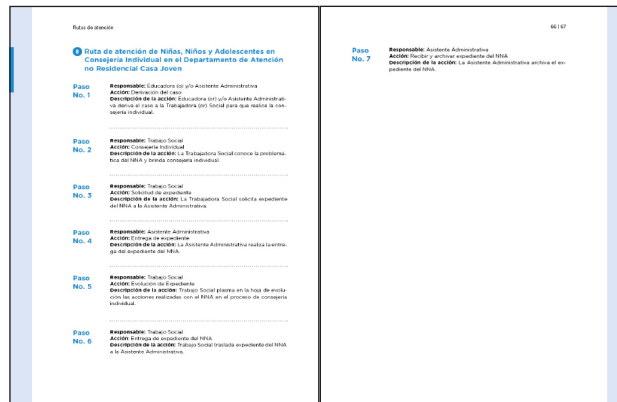 Rutas de atención
8 Ruta de atención de Niñas, Niños y Adolescentes en
Consejería Individual en el Departamento de Atención
no Residencial Casa Joven
Paso
No. 1
Responsable: Educadora (o) y/o Asistente Administrativa
Acción: Derivación del caso
Descripción de la acción: Educadora (or) y/o Asistente Administrati-
va deriva el caso a la Trabajadora (or) Social para que realice la con-
sejería individual.
Paso
No. 2
Responsable: Trabajo Social
Acción: Consejería Individual
Descripción de la acción: La Trabajadora Social conoce la problemá-
tica del NNA y brinda consejería individual.
Paso
No. 3
Responsable: Trabajo Social
Acción: Solicitud de expediente
Descripción de la acción: La Trabajadora Social solicita expediente
del NNA a la Asistente Administrativa.
Paso
No. 4
Responsable: Asistente Administrativa
Acción: Entrega de expediente
Descripción de la acción: La Asistente Administrativa realiza la entre-
ga del expediente del NNA.
Paso
No. 5
Responsable: Trabajo Social
Acción: Evolución de Expediente
Descripción de la acción: Trabajo Social plasma en la hoja de evolu-
ción las acciones realizadas con el NNA en el proceso de consejería
individual.
Paso
No. 6
Responsable: Trabajo Social
Acción: Entrega de expediente del NNA
Descripción de la acción: Trabajo Social traslada expediente del NNA
a la Asistente Administrativa.
66 | 67
Paso
No. 7
Responsable: Asistente Administrativa
Acción: Recibir y archivar expediente del NNA
Descripción de la acción: La Asistente Administrativa archiva el ex-
pediente del NNA.